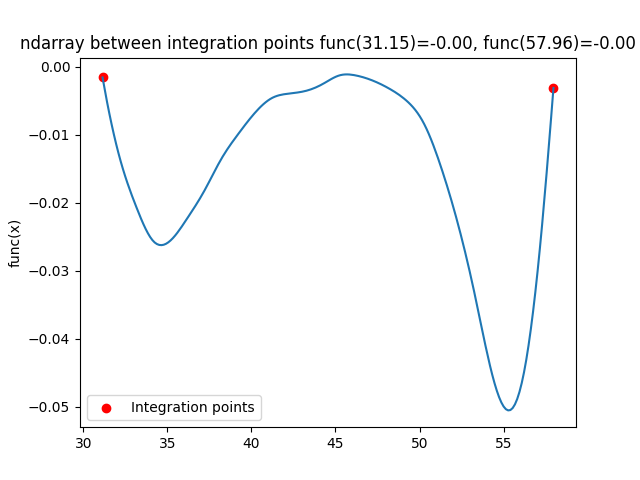 ndarray between integration points func(31.15)=-0.00, func(57.96)=-0.00
0.00
−0.01
−0.02
−0.03
−0.04
−0.05
func(x)
Integration points
30 35 40 45 50 55